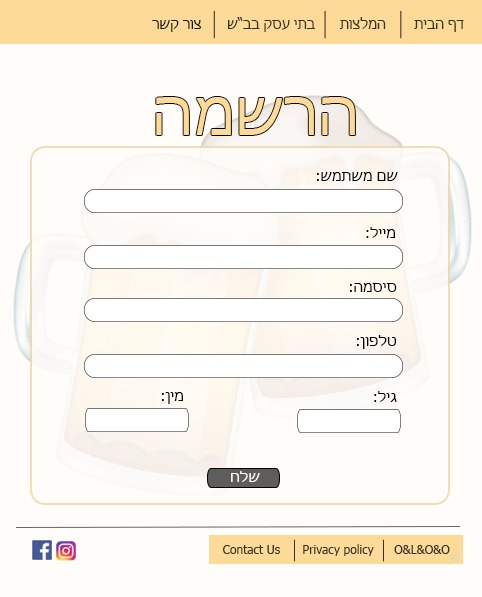 דף הבית | המלצות | בתי עסק בב"ש | צור קשר
הרשמה
שם משתמש:
מייל:
סיסמה:
טלפון:
גיל: מין:
שלח
Contact Us | Privacy policy | O&L&O&O